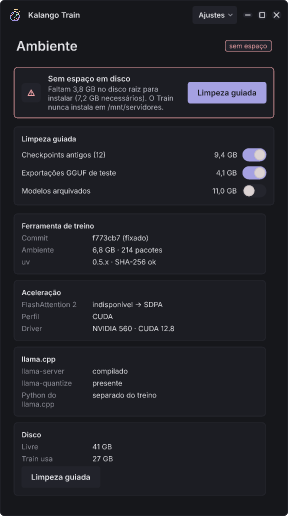 Kalango Train
Ajustes
Ambiente
sem espaço
Sem espaço em disco
Faltam 3,8 GB no disco raiz para
instalar (7,2 GB necessários). O Train
nunca instala em /mnt/servidores.
Limpeza guiada
Limpeza guiada
Checkpoints antigos (12) 9,4 GB
Exportações GGUF de teste 4,1 GB
Modelos arquivados 11,0 GB
Ferramenta de treino
Commit f773cb7 (fixado)
Ambiente 6,8 GB · 214 pacotes
uv 0.5.x · SHA-256 ok
Aceleração
FlashAttention 2 indisponível → SDPA
Perfil CUDA
Driver NVIDIA 560 · CUDA 12.8
llama.cpp
llama-server compilado
llama-quantize presente
Python do separado do treino
llama.cpp
Disco
Livre 41 GB
Train usa 27 GB
Limpeza guiada